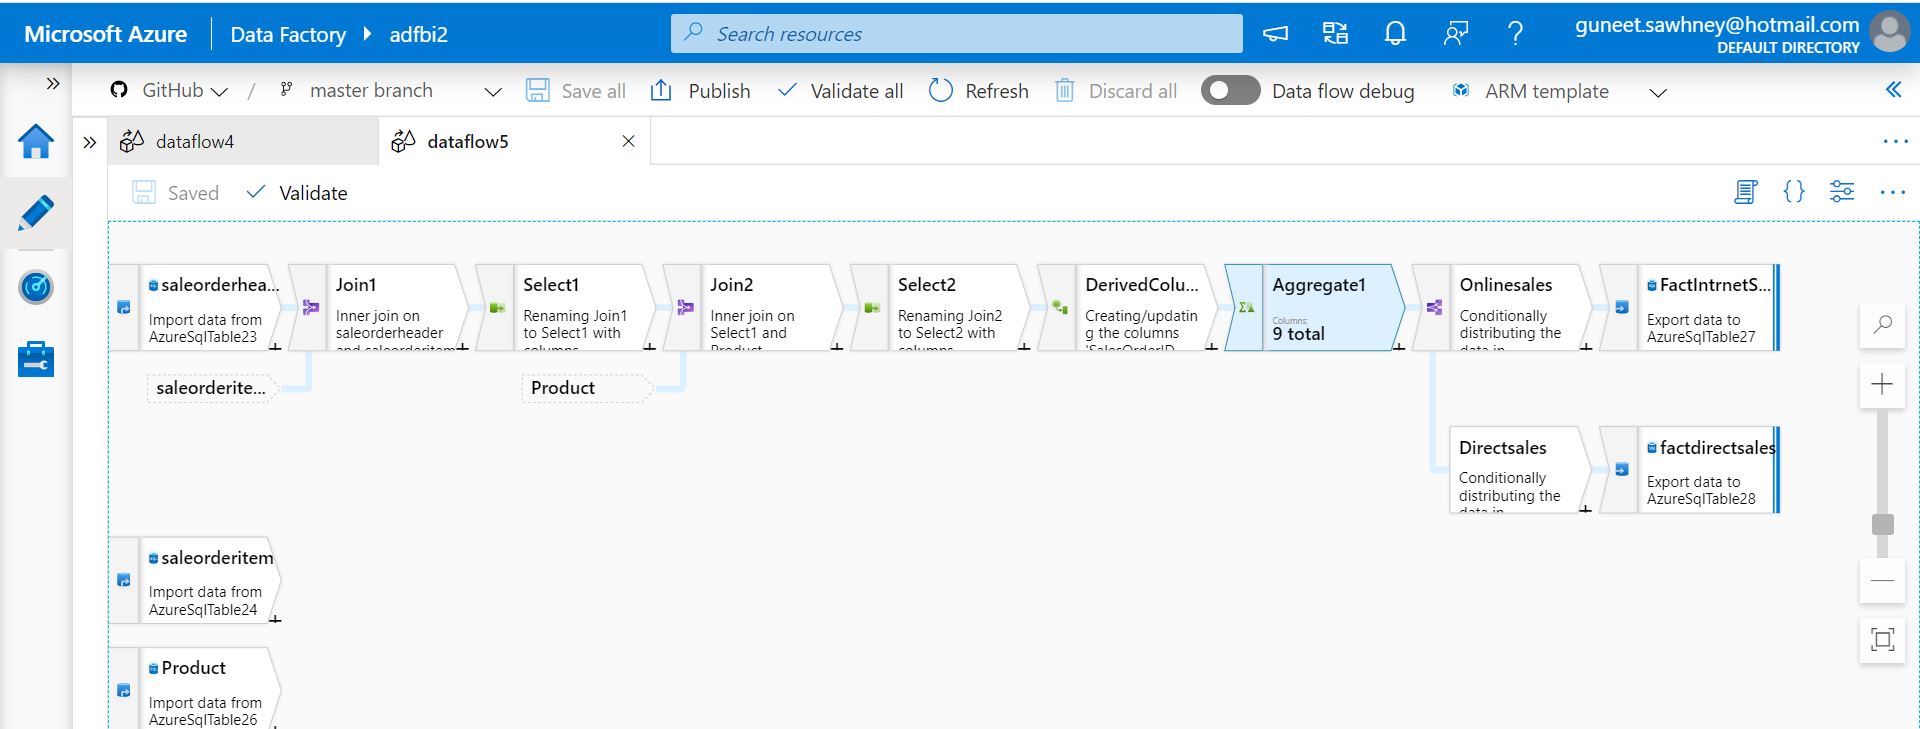 Microsoft Azure
Data Factory
adfbi2
Search resources
guneet.sawhney@hotmail.com
DEFAULT DIRECTORY
GitHub
/
master branch
Save all
Publish
Validate all
Refresh
Discard all
Data flow debug
ARM template
dataflow4
dataflow5
Saved
Validate
saleorderhea...
Import data from
AzureSqlTable23
Join1
Inner join on
saleorderheader
and saleorderitem
Select1
Renaming Join1
to Select1 with
columns
Join2
Inner join on
Select1 and
Product
Select2
Renaming Join2
to Select2 with
columns
DerivedColu...
Creating/updatin
g the columns
'SalesOrderID,
Aggregate1
Columns:
9 total
Onlinesales
Conditionally
distributing the
data in
FactIntrnetS...
Export data to
AzureSqlTable27
saleorderite...
Product
Directsales
Conditionally
distributing the
data in
factdirectsales
Export data to
AzureSqlTable28
saleorderitem
Import data from
AzureSqlTable24
Product
Import data from
AzureSqlTable26